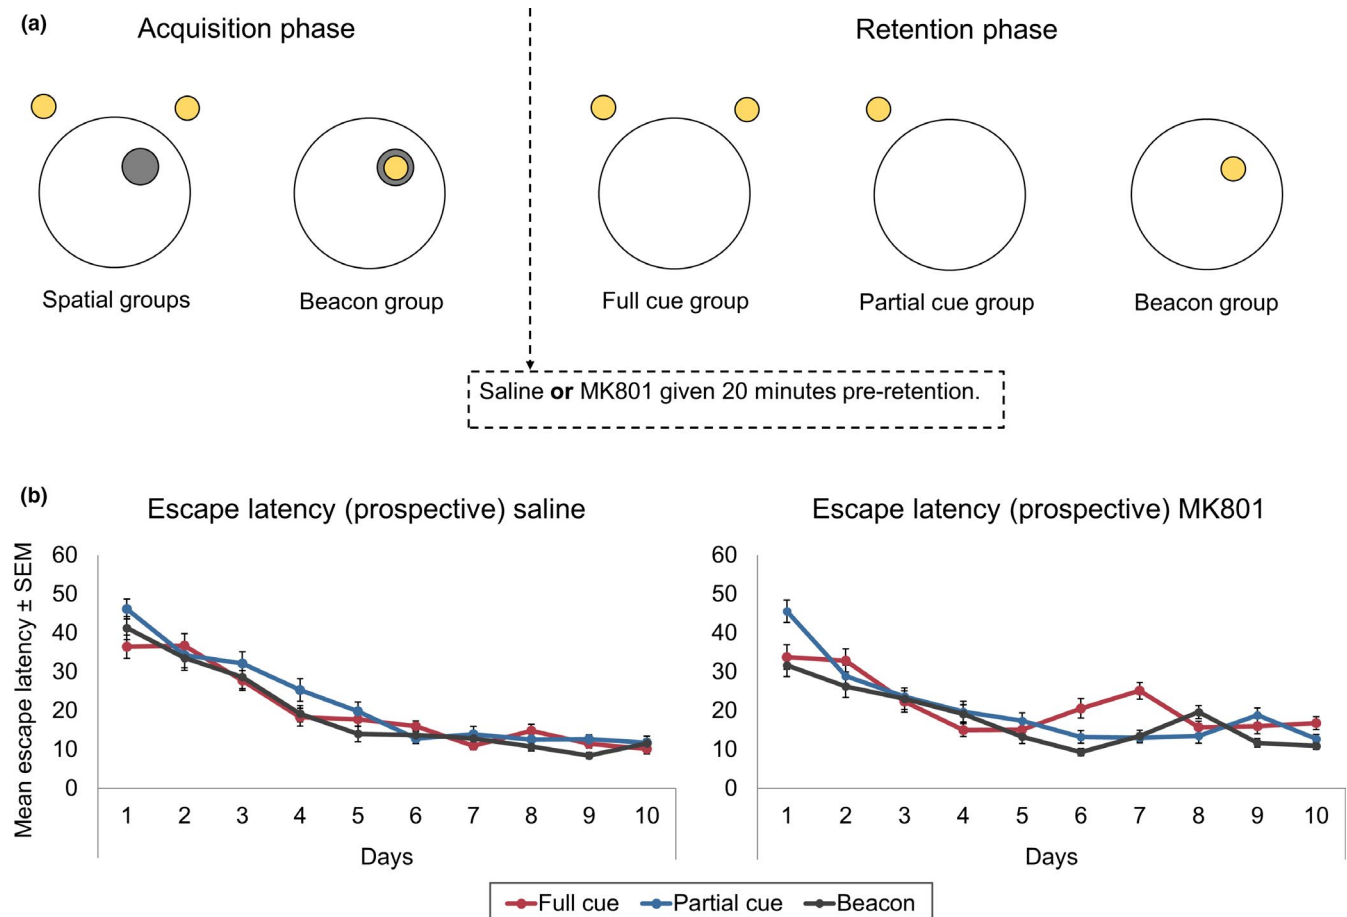 (a)
Acquisition phase
Retention phase
Spatial groups
Beacon group
Full cue group
Partial cue group
Beacon group
Saline or MK801 given 20 minutes pre-retention.
(b)
Escape latency (prospective) saline
Escape latency (prospective) MK801
Mean escape latency ± SEM
60
50
40
30
20
10
0
1 2 3 4 5 6 7 8 9 10
Days
60
50
40
30
20
10
0
1 2 3 4 5 6 7 8 9 10
Days
Full cue Partial cue Beacon